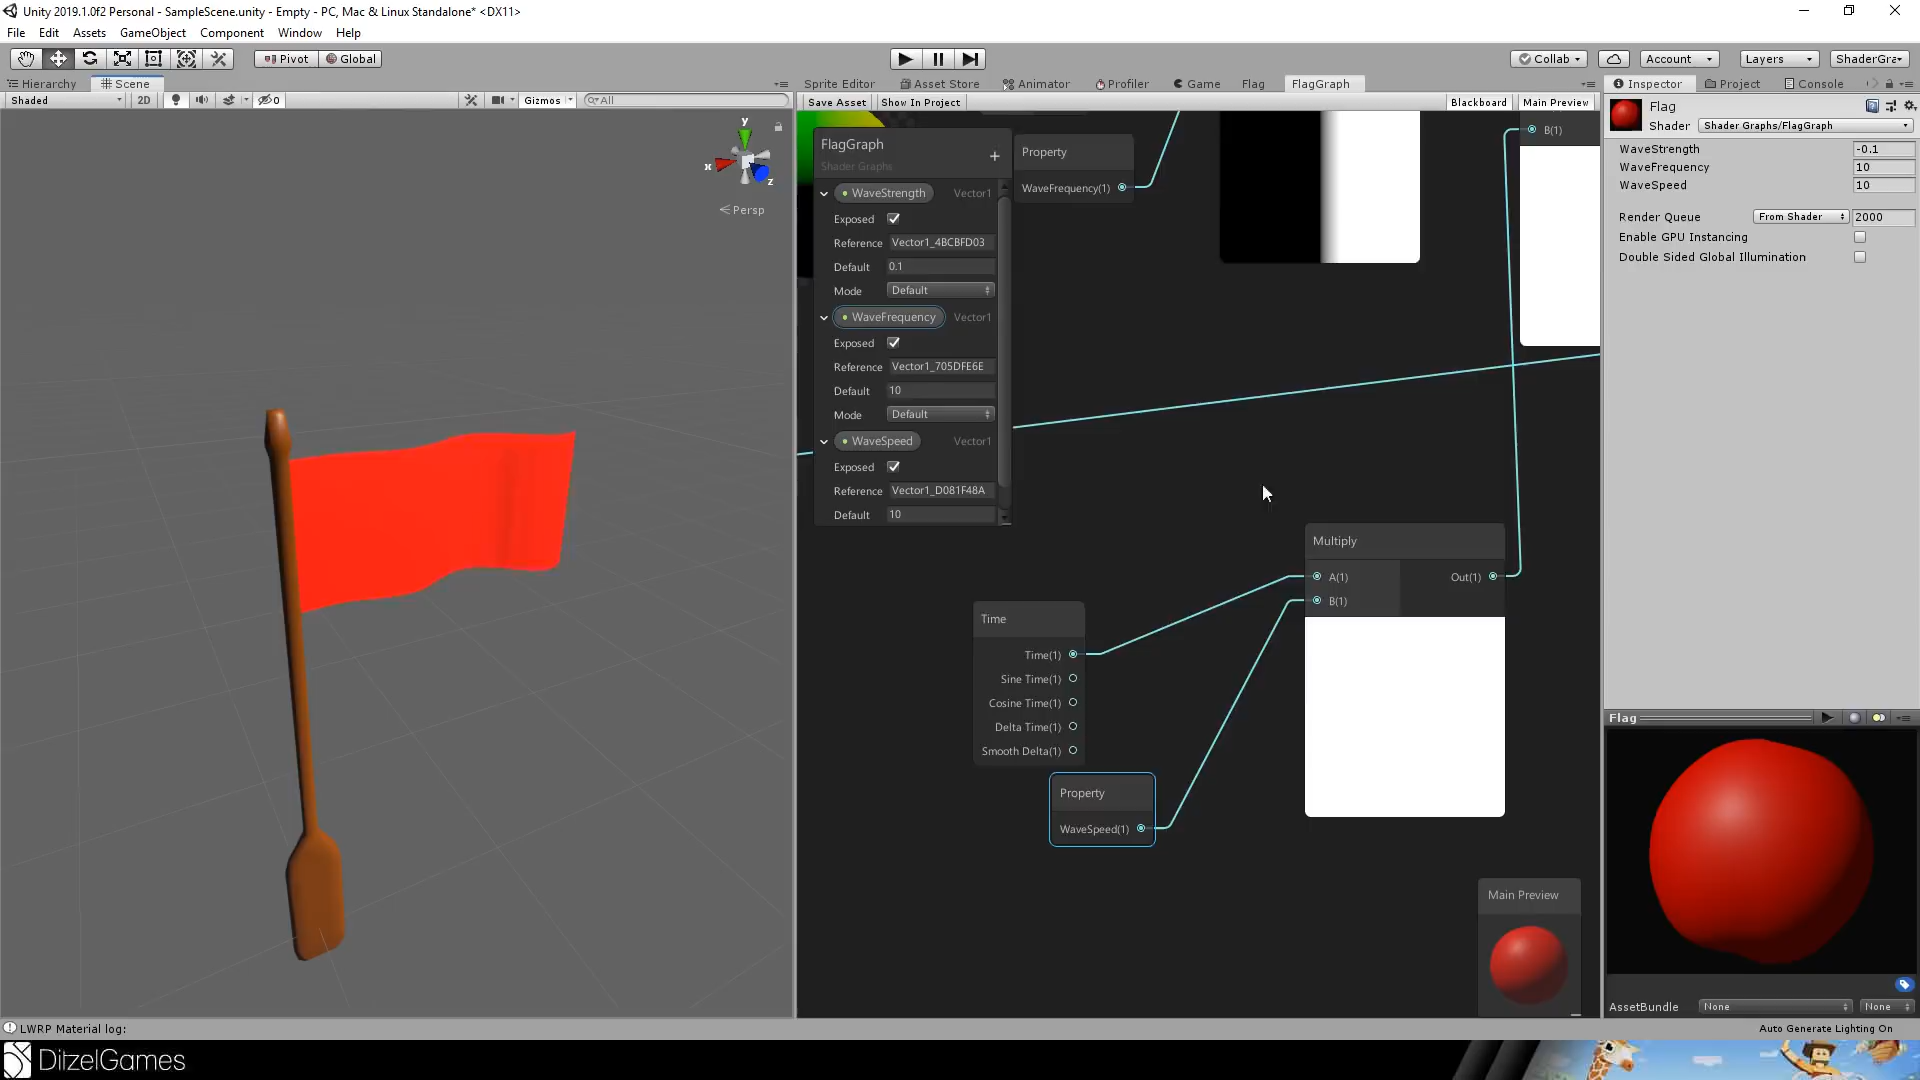 Unity 2019.1.0f2 Personal - SampleScene.unity - Empty - PC, Mac & Linux Standalone* <DX11>
File Edit Assets GameObject Component Window Help
Pivot Global Collab Account Layers ShaderGra
Hierarchy Scene Sprite Editor Asset Store Animator Profiler Game Flag FlagGraph Inspector Project Console
Shaded 2D 0 Gizmos All Save Asset Show In Project Blackboard Main Preview
Flag
Shader Shader Graphs/FlagGraph
WaveStrength -0.1
WaveFrequency 10
WaveSpeed 10
Render Queue From Shader 2000
Enable GPU Instancing
Double Sided Global Illumination
y
x
z
Persp
FlagGraph
Shader Graphs
WaveStrength Vector1
Exposed
Reference Vector1_4BCBFD03
Default 0.1
Mode Default
WaveFrequency Vector1
Exposed
Reference Vector1_705DFE6E
Default 10
Mode Default
WaveSpeed Vector1
Exposed
Reference Vector1_D081F48A
Default 10
Property
WaveFrequency(1)
B(1)
Multiply
A(1) Out(1)
B(1)
Time
Time(1)
Sine Time(1)
Cosine Time(1)
Delta Time(1)
Smooth Delta(1)
Property
WaveSpeed(1)
Main Preview
Flag
AssetBundle None None
LWRP Material log:
Auto Generate Lighting On
DitzelGames